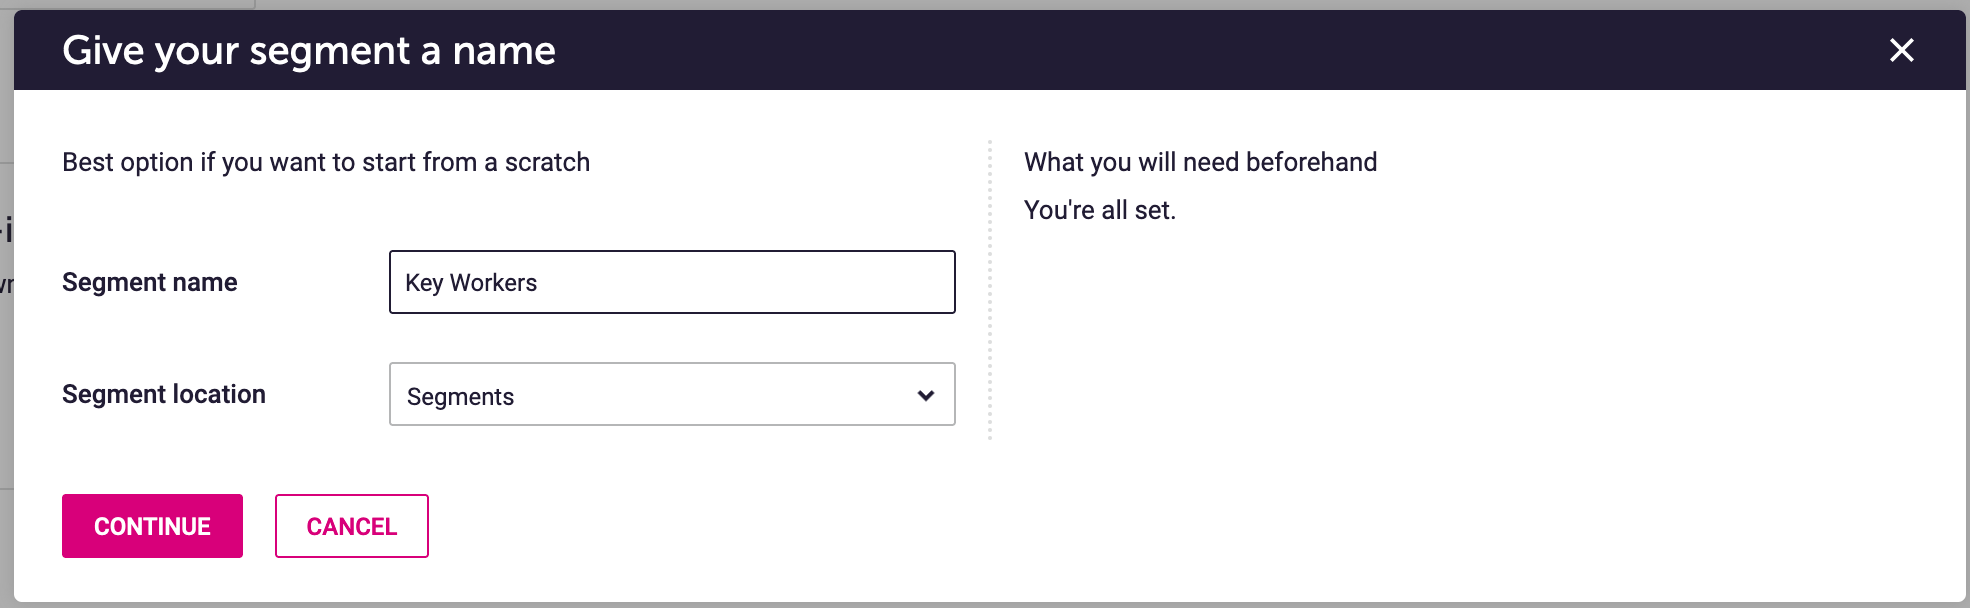 Give your segment a name
Best option if you want to start from a scratch
What you will need beforehand
You're all set.
Segment name
Key Workers
Segment location
Segments
CONTINUE
CANCEL